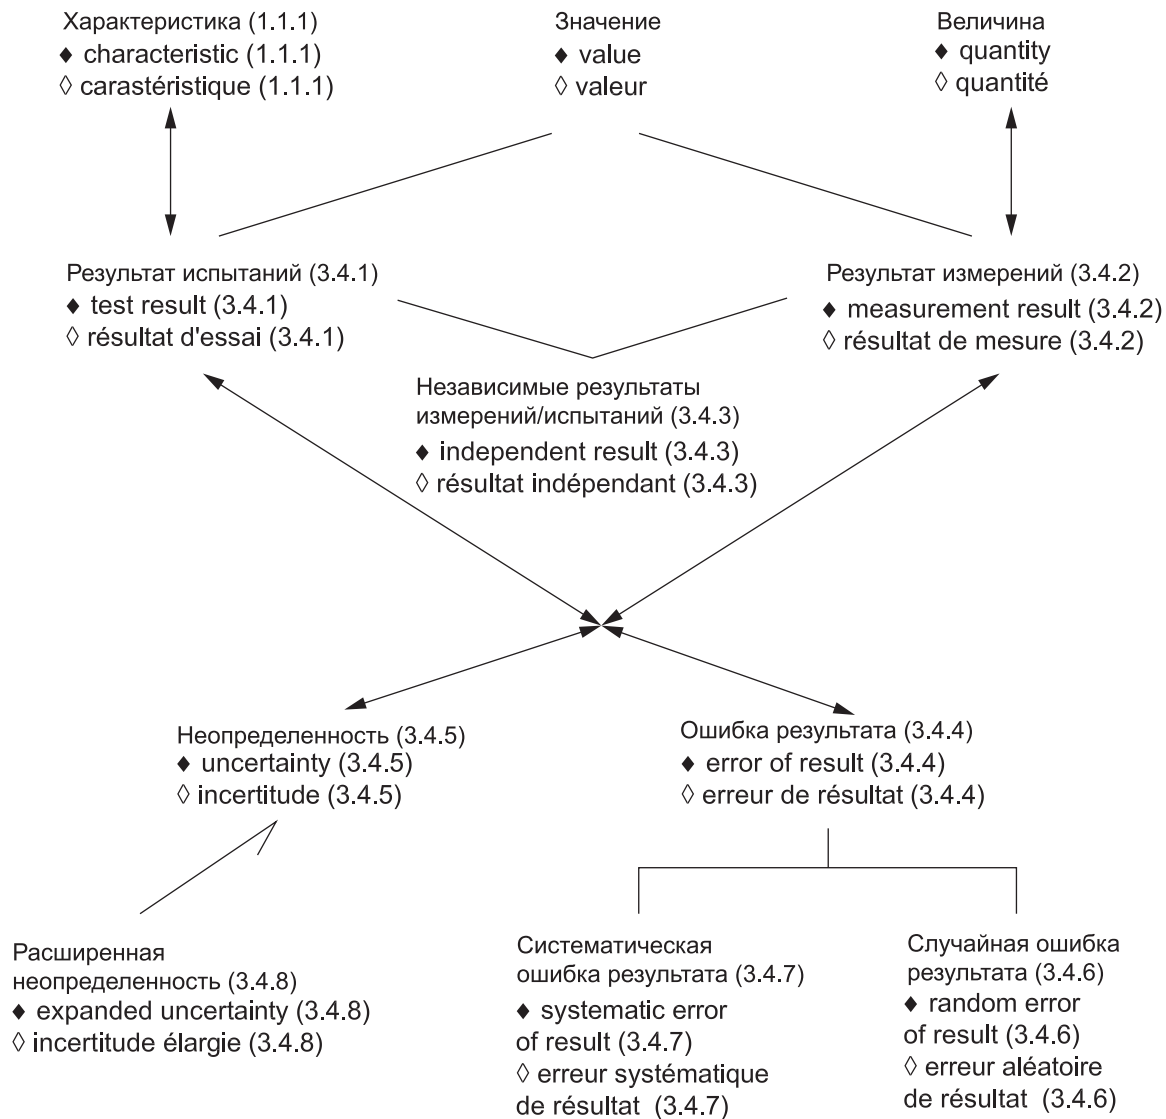 Характеристика (1.1.1)
♦ characteristic (1.1.1)
◊ carastéristique (1.1.1)
Значение
♦ value
◊ valeur
Величина
♦ quantity
◊ quantité
Результат испытаний (3.4.1)
♦ test result (3.4.1)
◊ résultat d'essai (3.4.1)
Результат измерений (3.4.2)
♦ measurement result (3.4.2)
◊ résultat de mesure (3.4.2)
Независимые результаты
измерений/испытаний (3.4.3)
♦ independent result (3.4.3)
◊ résultat indépendant (3.4.3)
Неопределенность (3.4.5)
♦ uncertainty (3.4.5)
◊ incertitude (3.4.5)
Ошибка результата (3.4.4)
♦ error of result (3.4.4)
◊ erreur de résultat (3.4.4)
Расширенная
неопределенность (3.4.8)
♦ expanded uncertainty (3.4.8)
◊ incertitude élargie (3.4.8)
Систематическая
ошибка результата (3.4.7)
♦ systematic error
of result (3.4.7)
◊ erreur systématique
de résultat (3.4.7)
Случайная ошибка
результата (3.4.6)
♦ random error
of result (3.4.6)
◊ erreur aléatoire
de résultat (3.4.6)